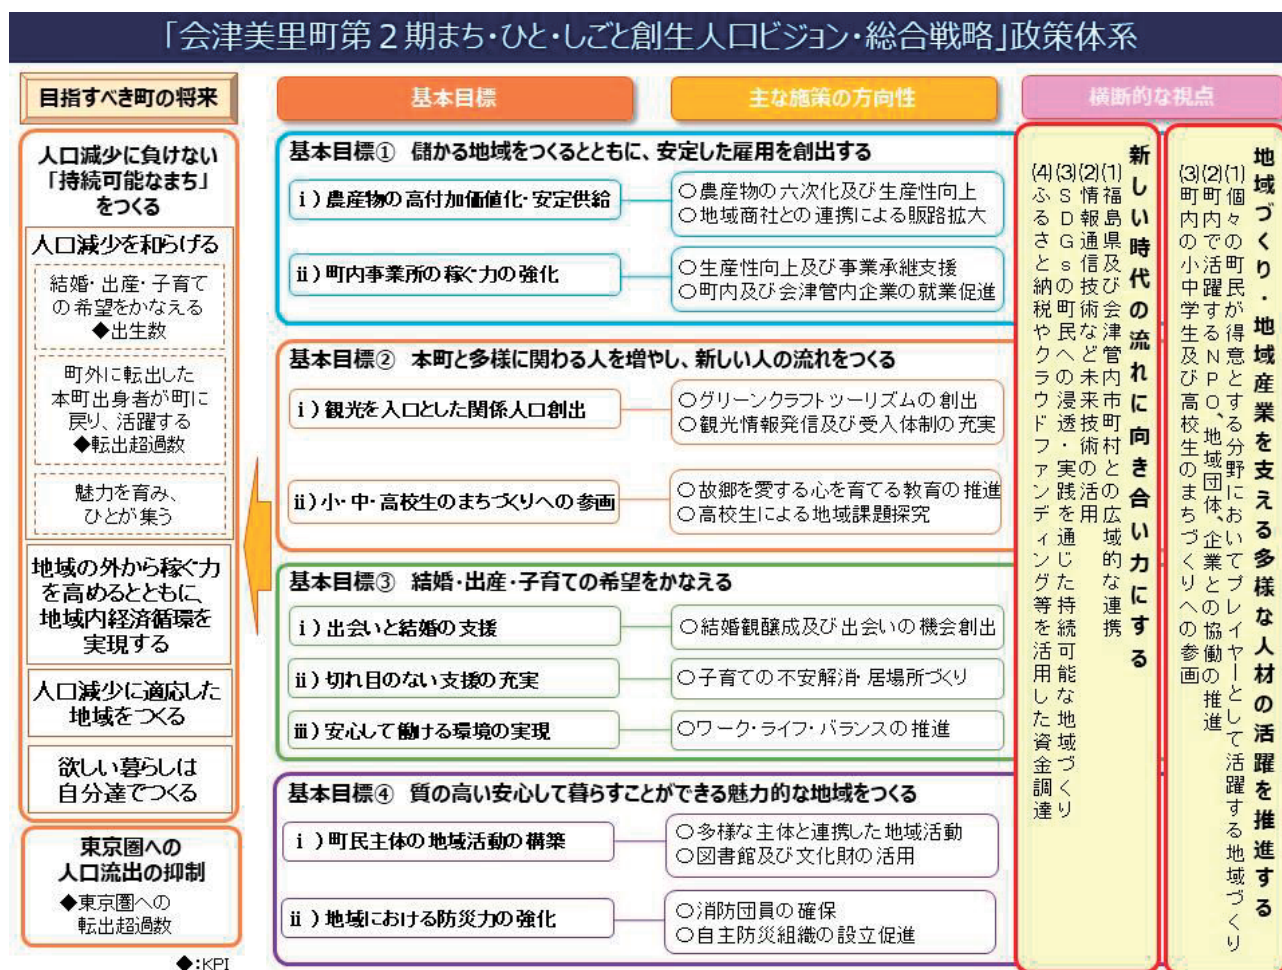 「会津美里町第２期まち・ひと・しごと創生人口ビジョン・総合戦略」政策体系
目指すべき町の将来
人口減少に負けない
「持続可能なまち」
をつくる
人口減少を和らげる
結婚・出産・子育て
の希望をかなえる
◆出生数
町外に転出した
本町出身者が町に
戻り、活躍する
◆転出超過数
魅力を育み、
ひとが集う
地域の外から稼ぐ力
を高めるとともに、
地域内経済循環を
実現する
人口減少に適応した
地域をつくる
欲しい暮らしは
自分達でつくる
東京圏への
人口流出の抑制
◆東京圏への
転出超過数
◆：KPI
基本目標
主な施策の方向性
基本目標① 儲かる地域をつくるとともに、安定した雇用を創出する
ⅰ）農産物の高付加価値化・安定供給
○農産物の六次化及び生産性向上
○地域商社との連携による販路拡大
ⅱ）町内事業所の稼ぐ力の強化
○生産性向上及び事業承継支援
○町内及び会津管内企業の就業促進
基本目標② 本町と多様に関わる人を増やし、新しい人の流れをつくる
ⅰ）観光を入口とした関係人口創出
○グリーンクラフトツーリズムの創出
○観光情報発信及び受入体制の充実
ⅱ）小・中・高校生のまちづくりへの参画
○故郷を愛する心を育てる教育の推進
○高校生による地域課題探究
基本目標③ 結婚・出産・子育ての希望をかなえる
ⅰ）出会いと結婚の支援
○結婚観醸成及び出会いの機会創出
ⅱ）切れ目のない支援の充実
○子育ての不安解消・居場所づくり
ⅲ）安心して働ける環境の実現
○ワーク・ライフ・バランスの推進
基本目標④ 質の高い安心して暮らすことができる魅力的な地域をつくる
ⅰ）町民主体の地域活動の構築
○多様な主体と連携した地域活動
○図書館及び文化財の活用
ⅱ）地域における防災力の強化
○消防団員の確保
○自主防災組織の設立促進
横断的な視点
地域づくり・地域産業を支える多様な人材の活躍を推進する
(1)個々の町民が得意とする分野においてプレイヤーとして活躍する地域づくり
(2)町内で活躍するＮＰＯ、地域団体、企業との協働の推進
(3)町内の小中学生及び高校生のまちづくりへの参画
新しい時代の流れに向き合い力にする
(1)福島県及び会津管内市町村との広域的な連携
(2)情報通信技術など未来技術の活用
(3)ＳＤＧｓの町民への浸透・実践を通じた持続可能な地域づくり
(4)ふるさと納税やクラウドファンディング等を活用した資金調達